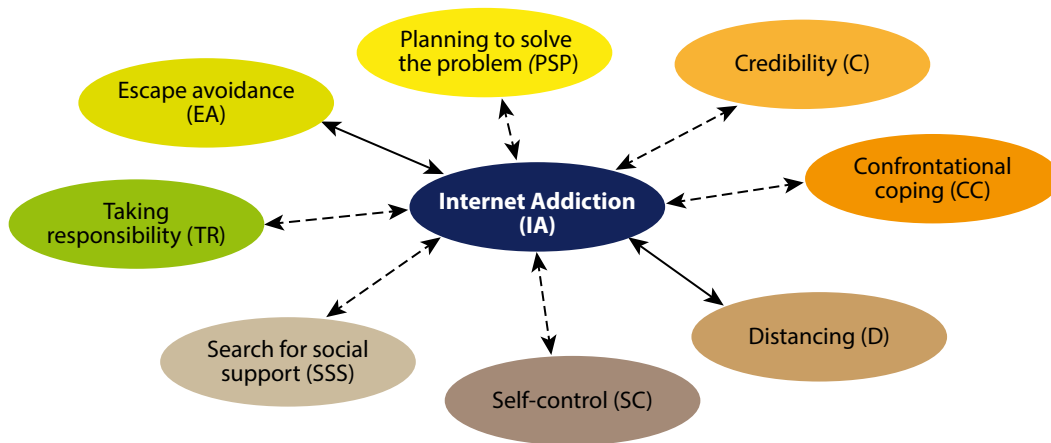 Planning to solve
the problem (PSP)
Credibility (C)
Escape avoidance
(EA)
Confrontational
coping (CC)
Internet Addiction
(IA)
Taking
responsibility (TR)
Distancing (D)
Search for social
support (SSS)
Self-control (SC)